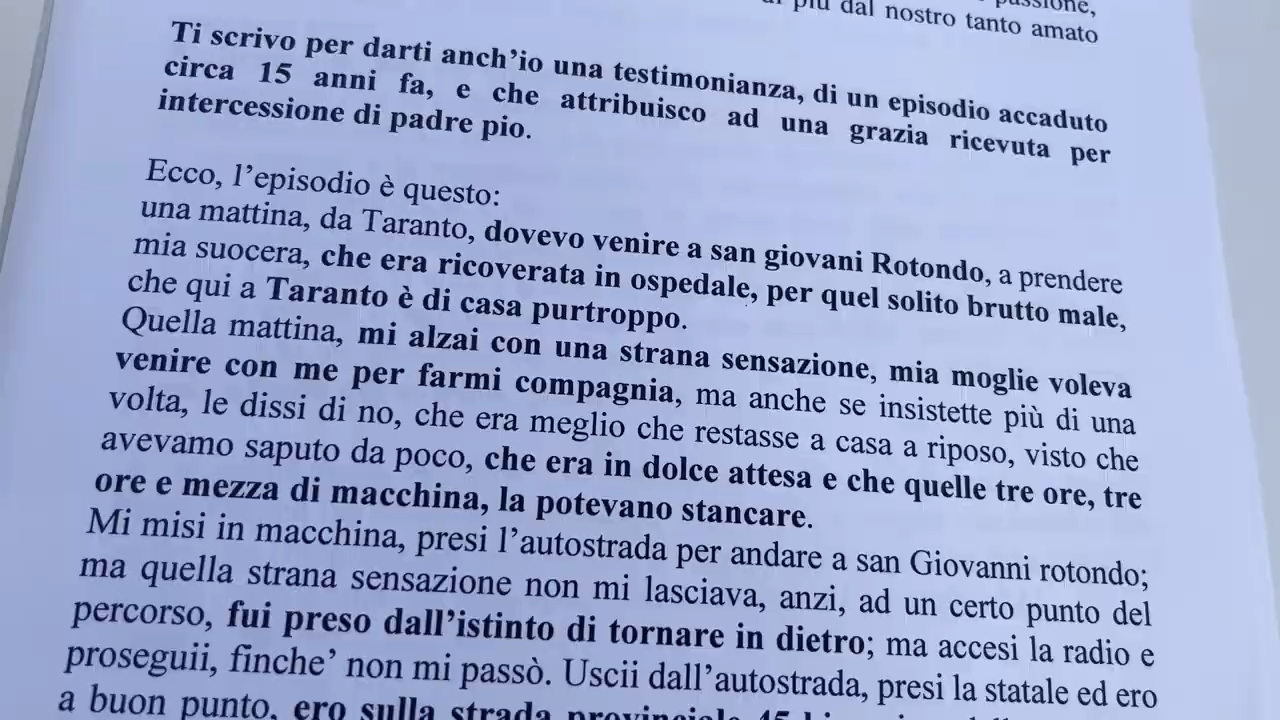 passione,
di più dal nostro tanto amato
Ti scrivo per darti anch’io una testimonianza, di un episodio accaduto
circa 15 anni fa, e che attribuisco ad una grazia ricevuta per
intercessione di padre pio.
Ecco, l’episodio è questo:
una mattina, da Taranto, dovevo venire a san giovani Rotondo, a prendere
mia suocera, che era ricoverata in ospedale, per quel solito brutto male,
che qui a Taranto è di casa purtroppo.
Quella mattina, mi alzai con una strana sensazione, mia moglie voleva
venire con me per farmi compagnia, ma anche se insistette più di una
volta, le dissi di no, che era meglio che restasse a casa a riposo, visto che
avevamo saputo da poco, che era in dolce attesa e che quelle tre ore, tre
ore e mezza di macchina, la potevano stancare.
Mi misi in macchina, presi l’autostrada per andare a san Giovanni rotondo;
ma quella strana sensazione non mi lasciava, anzi, ad un certo punto del
percorso, fui preso dall’istinto di tornare in dietro; ma accesi la radio e
proseguii, finche’ non mi passò. Uscii dall’autostrada, presi la statale ed ero
a buon punto, ero sulla strada provinciale 45